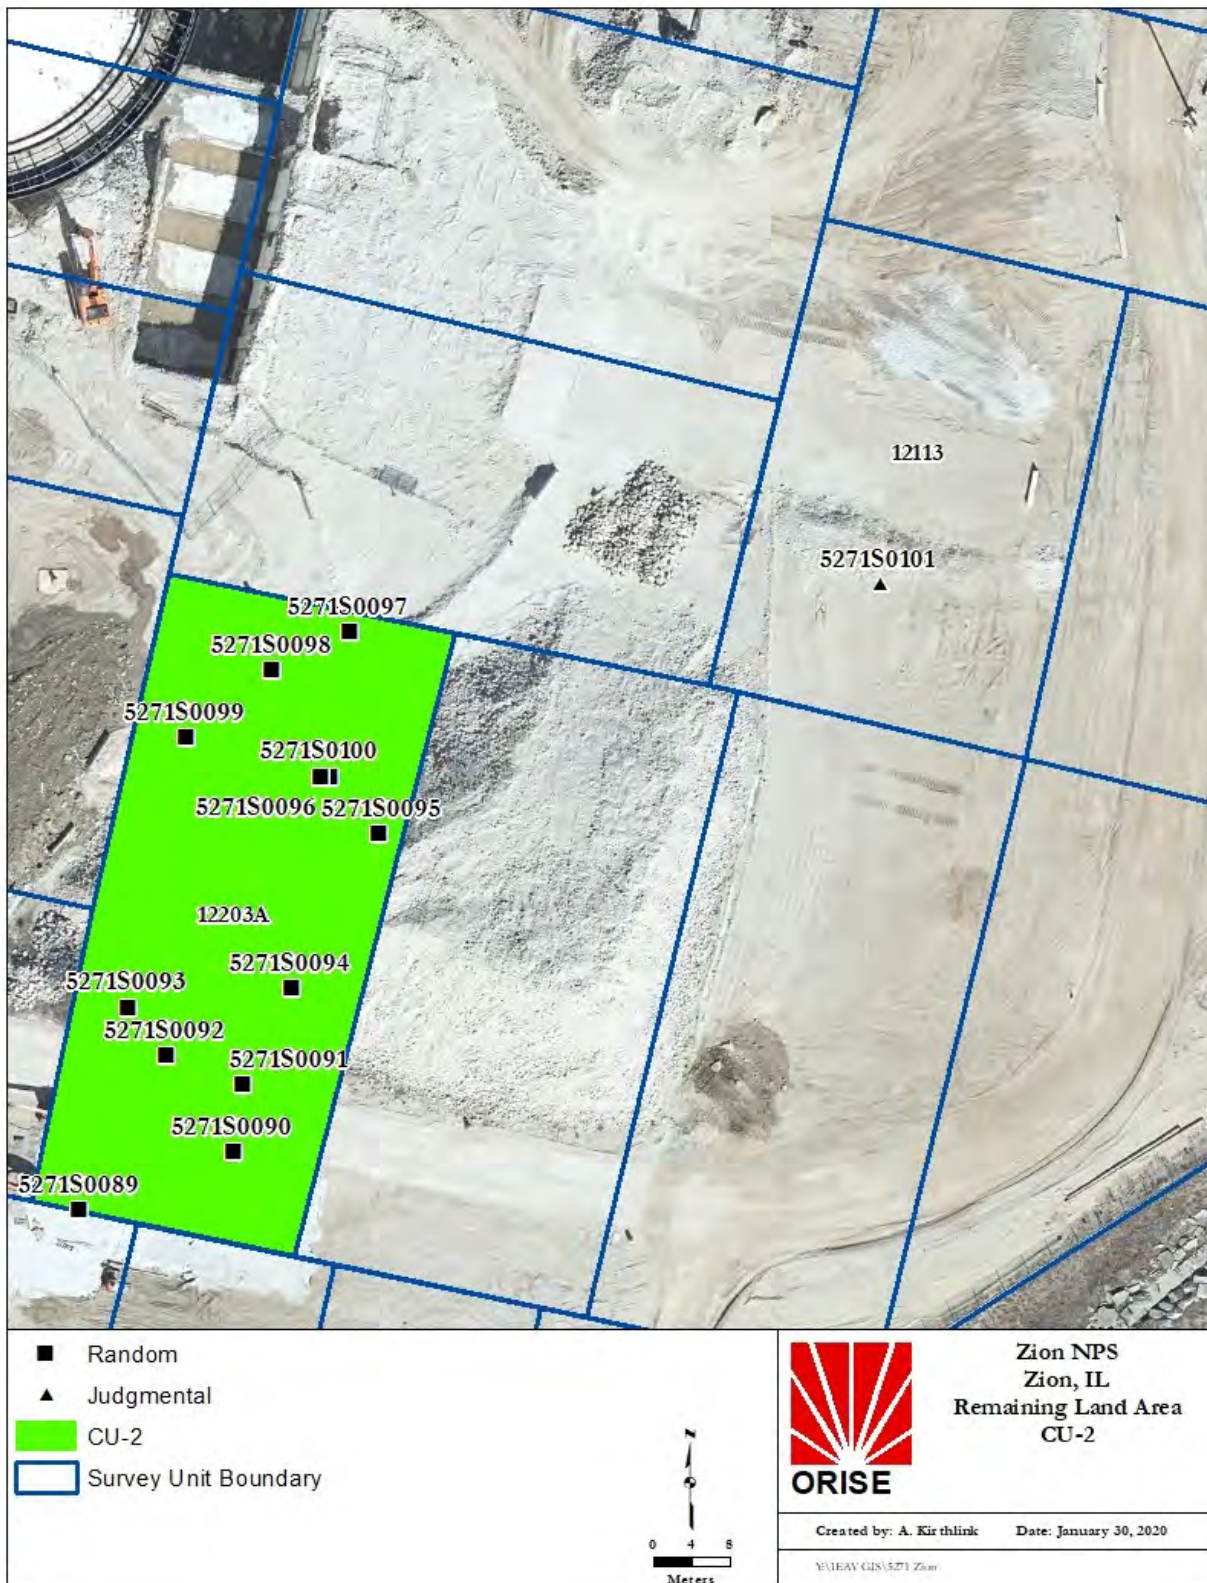 12113
5271S0101
5271S0097
5271S0098
5271S0099
5271S0100
5271S0096 5271S0095
12203A
5271S0094
5271S0093
5271S0092
5271S0091
5271S0090
5271S0089
Random
Judgmental
CU-2
Survey Unit Boundary
N
0 4 8
Meters
ORISE
Zion NPS
Zion, IL
Remaining Land Area
CU-2
Created by: A. Kirthlink Date: January 30, 2020